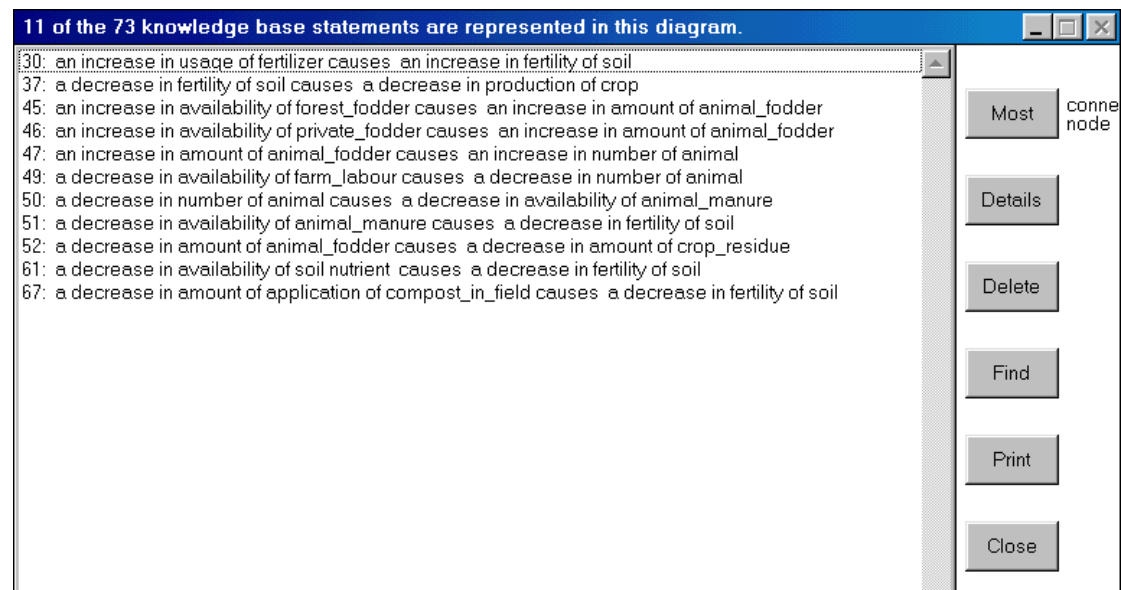 11 of the 73 knowledge base statements are represented in this diagram.
30: an increase in usage of fertilizer causes an increase in fertility of soil
37: a decrease in fertility of soil causes a decrease in production of crop
45: an increase in availability of forest_fodder causes an increase in amount of animal_fodder
46: an increase in availability of private_fodder causes an increase in amount of animal_fodder
47: an increase in amount of animal_fodder causes an increase in number of animal
49: a decrease in availability of farm_labour causes a decrease in number of animal
50: a decrease in number of animal causes a decrease in availability of animal_manure
51: a decrease in availability of animal_manure causes a decrease in fertility of soil
52: a decrease in amount of animal_fodder causes a decrease in amount of crop_residue
61: a decrease in availability of soil nutrient causes a decrease in fertility of soil
67: a decrease in amount of application of compost_in_field causes a decrease in fertility of soil
Most
conne
node
Details
Delete
Find
Print
Close